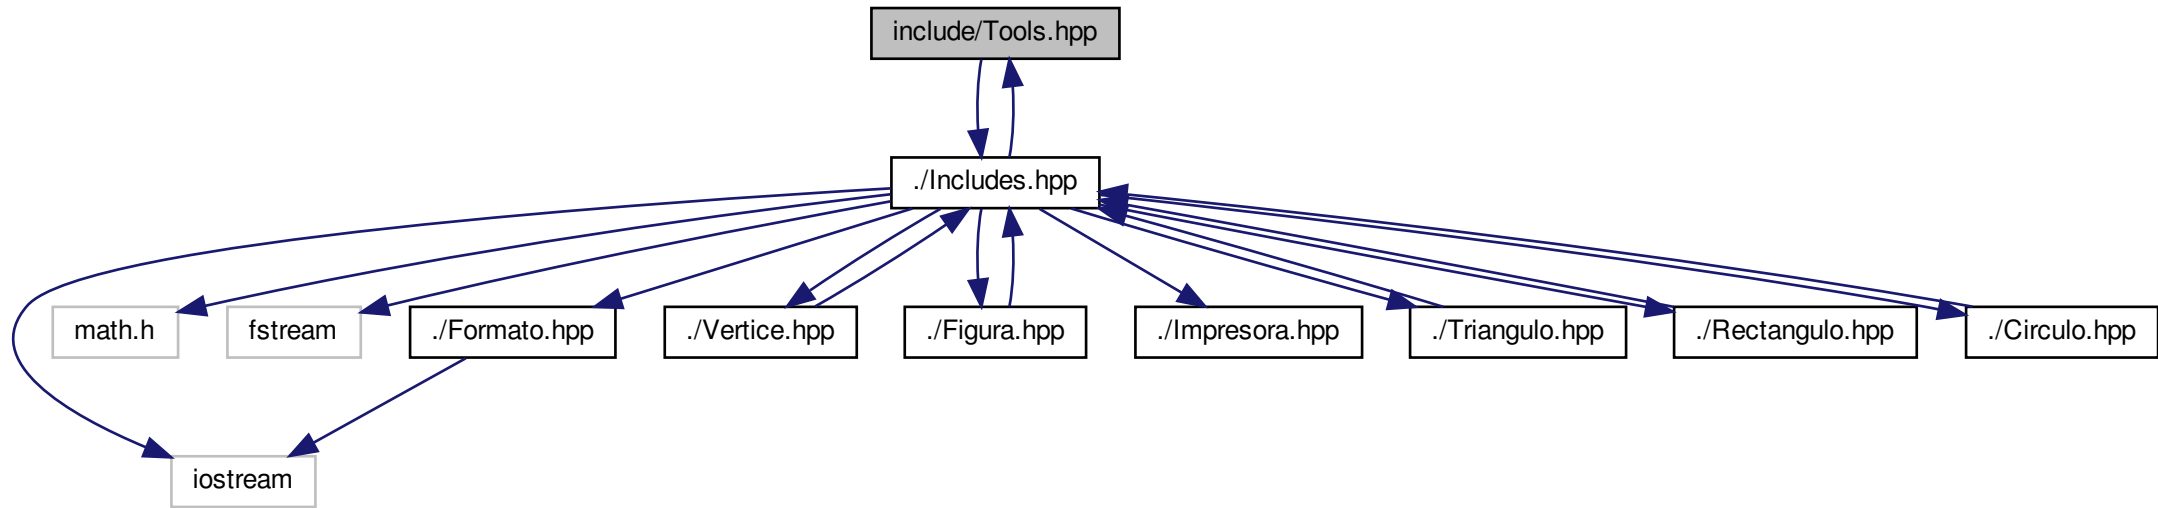 include/Tools.hpp
./Includes.hpp
math.h
fstream
./Formato.hpp
./Vertice.hpp
./Figura.hpp
./Impresora.hpp
./Triangulo.hpp
./Rectangulo.hpp
./Circulo.hpp
iostream